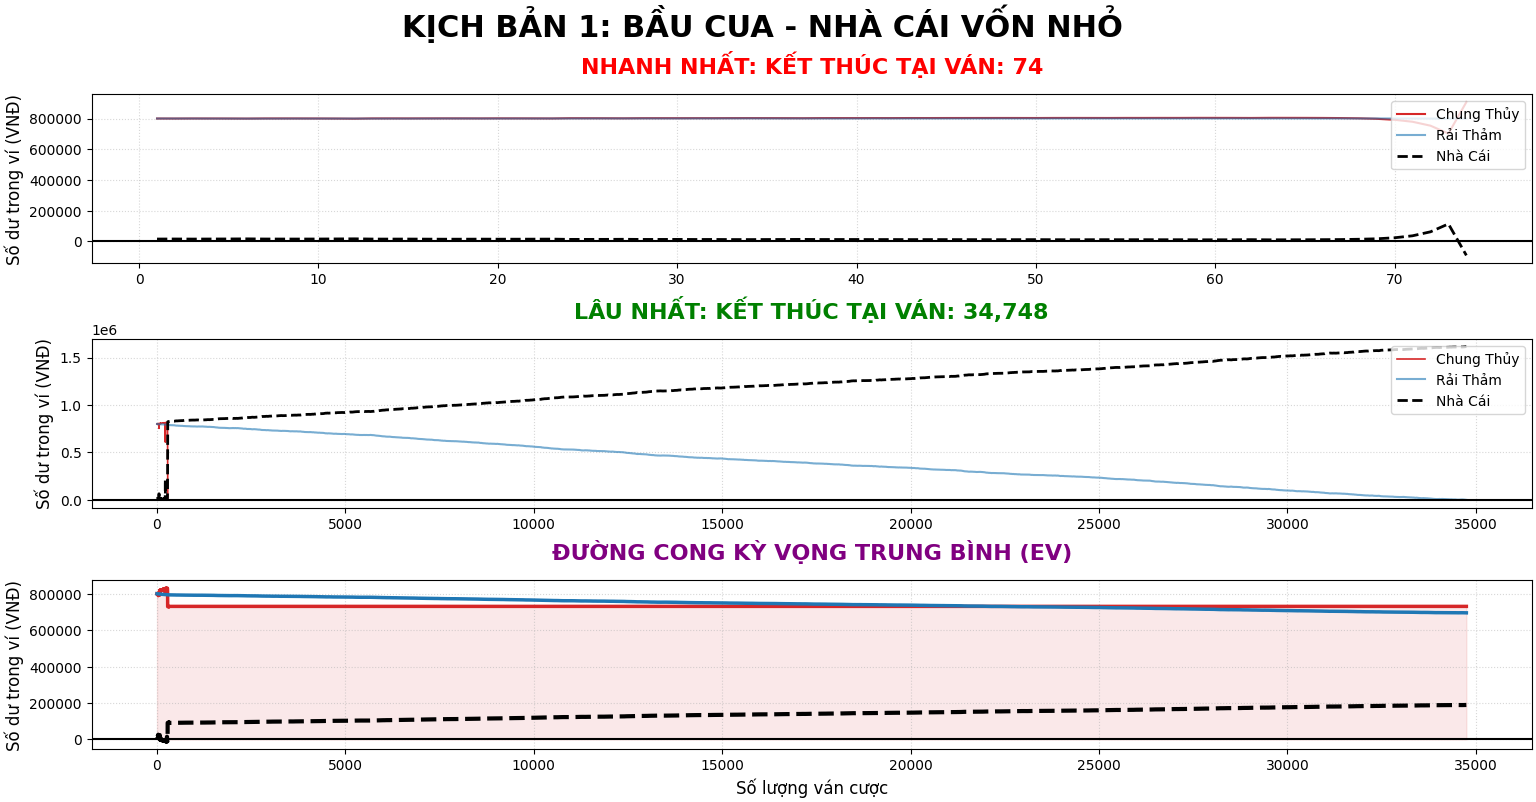 KỊCH BẢN 1: BẦU CUA - NHÀ CÁI VỐN NHỎ
NHANH NHẤT: KẾT THÚC TẠI VÁN: 74
Số dư trong ví (VNĐ)
800000
600000
400000
200000
0
Chung Thủy
Rải Thảm
Nhà Cái
0 10 20 30 40 50 60 70
LÂU NHẤT: KẾT THÚC TẠI VÁN: 34,748
1e6
Số dư trong ví (VNĐ)
1.5
1.0
0.5
0.0
Chung Thủy
Rải Thảm
Nhà Cái
0 5000 10000 15000 20000 25000 30000 35000
ĐƯỜNG CONG KỲ VỌNG TRUNG BÌNH (EV)
Số dư trong ví (VNĐ)
800000
600000
400000
200000
0
0 5000 10000 15000 20000 25000 30000 35000
Số lượng ván cược